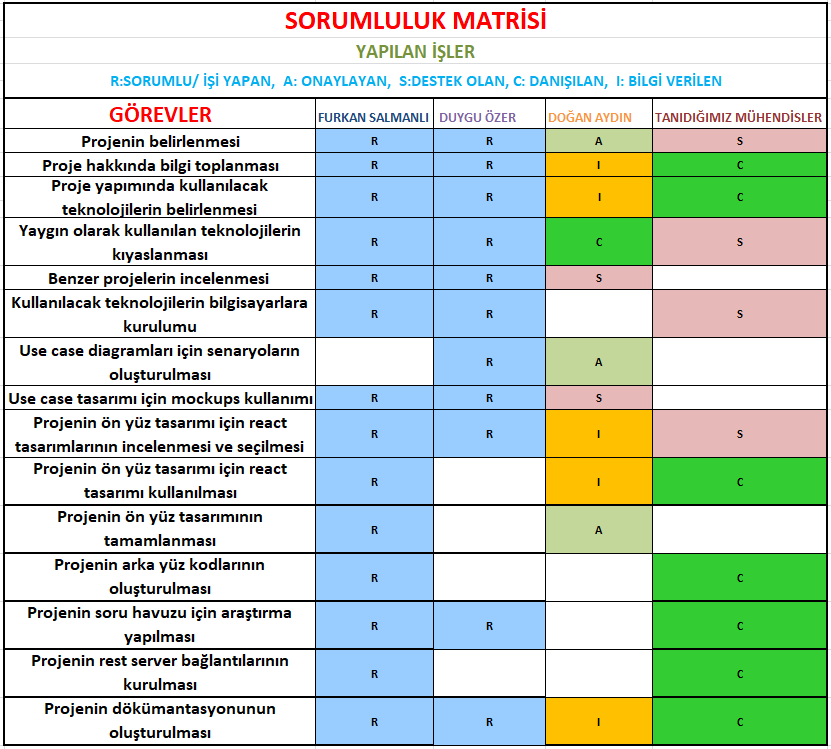 SORUMLULUK MATRİSİ
YAPILAN İŞLER
R:SORUMLU/ İŞİ YAPAN, A: ONAYLAYAN, S:DESTEK OLAN, C: DANIŞILAN, I: BİLGİ VERİLEN
GÖREVLER FURKAN SALMANLI DUYGU ÖZER DOĞAN AYDIN TANIDIĞIMIZ MÜHENDİSLER
Projenin belirlenmesi R R A S
Proje hakkında bilgi toplanması R R I C
Proje yapımında kullanılacak
teknolojilerin belirlenmesi R R I C
Yaygın olarak kullanılan teknolojilerin
kıyaslanması R R C S
Benzer projelerin incelenmesi R R S
Kullanılacak teknolojilerin bilgisayarlara
kurulumu R R S
Use case diagramları için senaryoların
oluşturulması R A
Use case tasarımı için mockups kullanımı R R S
Projenin ön yüz tasarımı için react
tasarımlarının incelenmesi ve seçilmesi R R I S
Projenin ön yüz tasarımı için react
tasarımı kullanılması R I C
Projenin ön yüz tasarımının
tamamlanması R A
Projenin arka yüz kodlarının
oluşturulması R C
Projenin soru havuzu için araştırma
yapılması R R C
Projenin rest server bağlantılarının
kurulması R C
Projenin dökümantasyonunun
oluşturulması R R I C